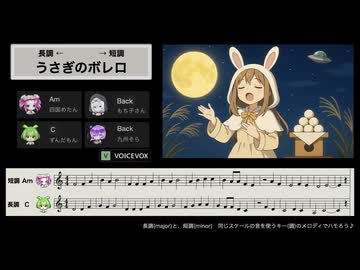 長調 ← → 短調
うさぎのボレロ
Am
四国めたん
Back
もち子さん
C
ずんだもん
Back
九州そら
V VOICEVOX
短調 Am
長調 C
長調(major)と、短調(minor) 同じスケールの音を使うキー(調)のメロディでハモろう♪